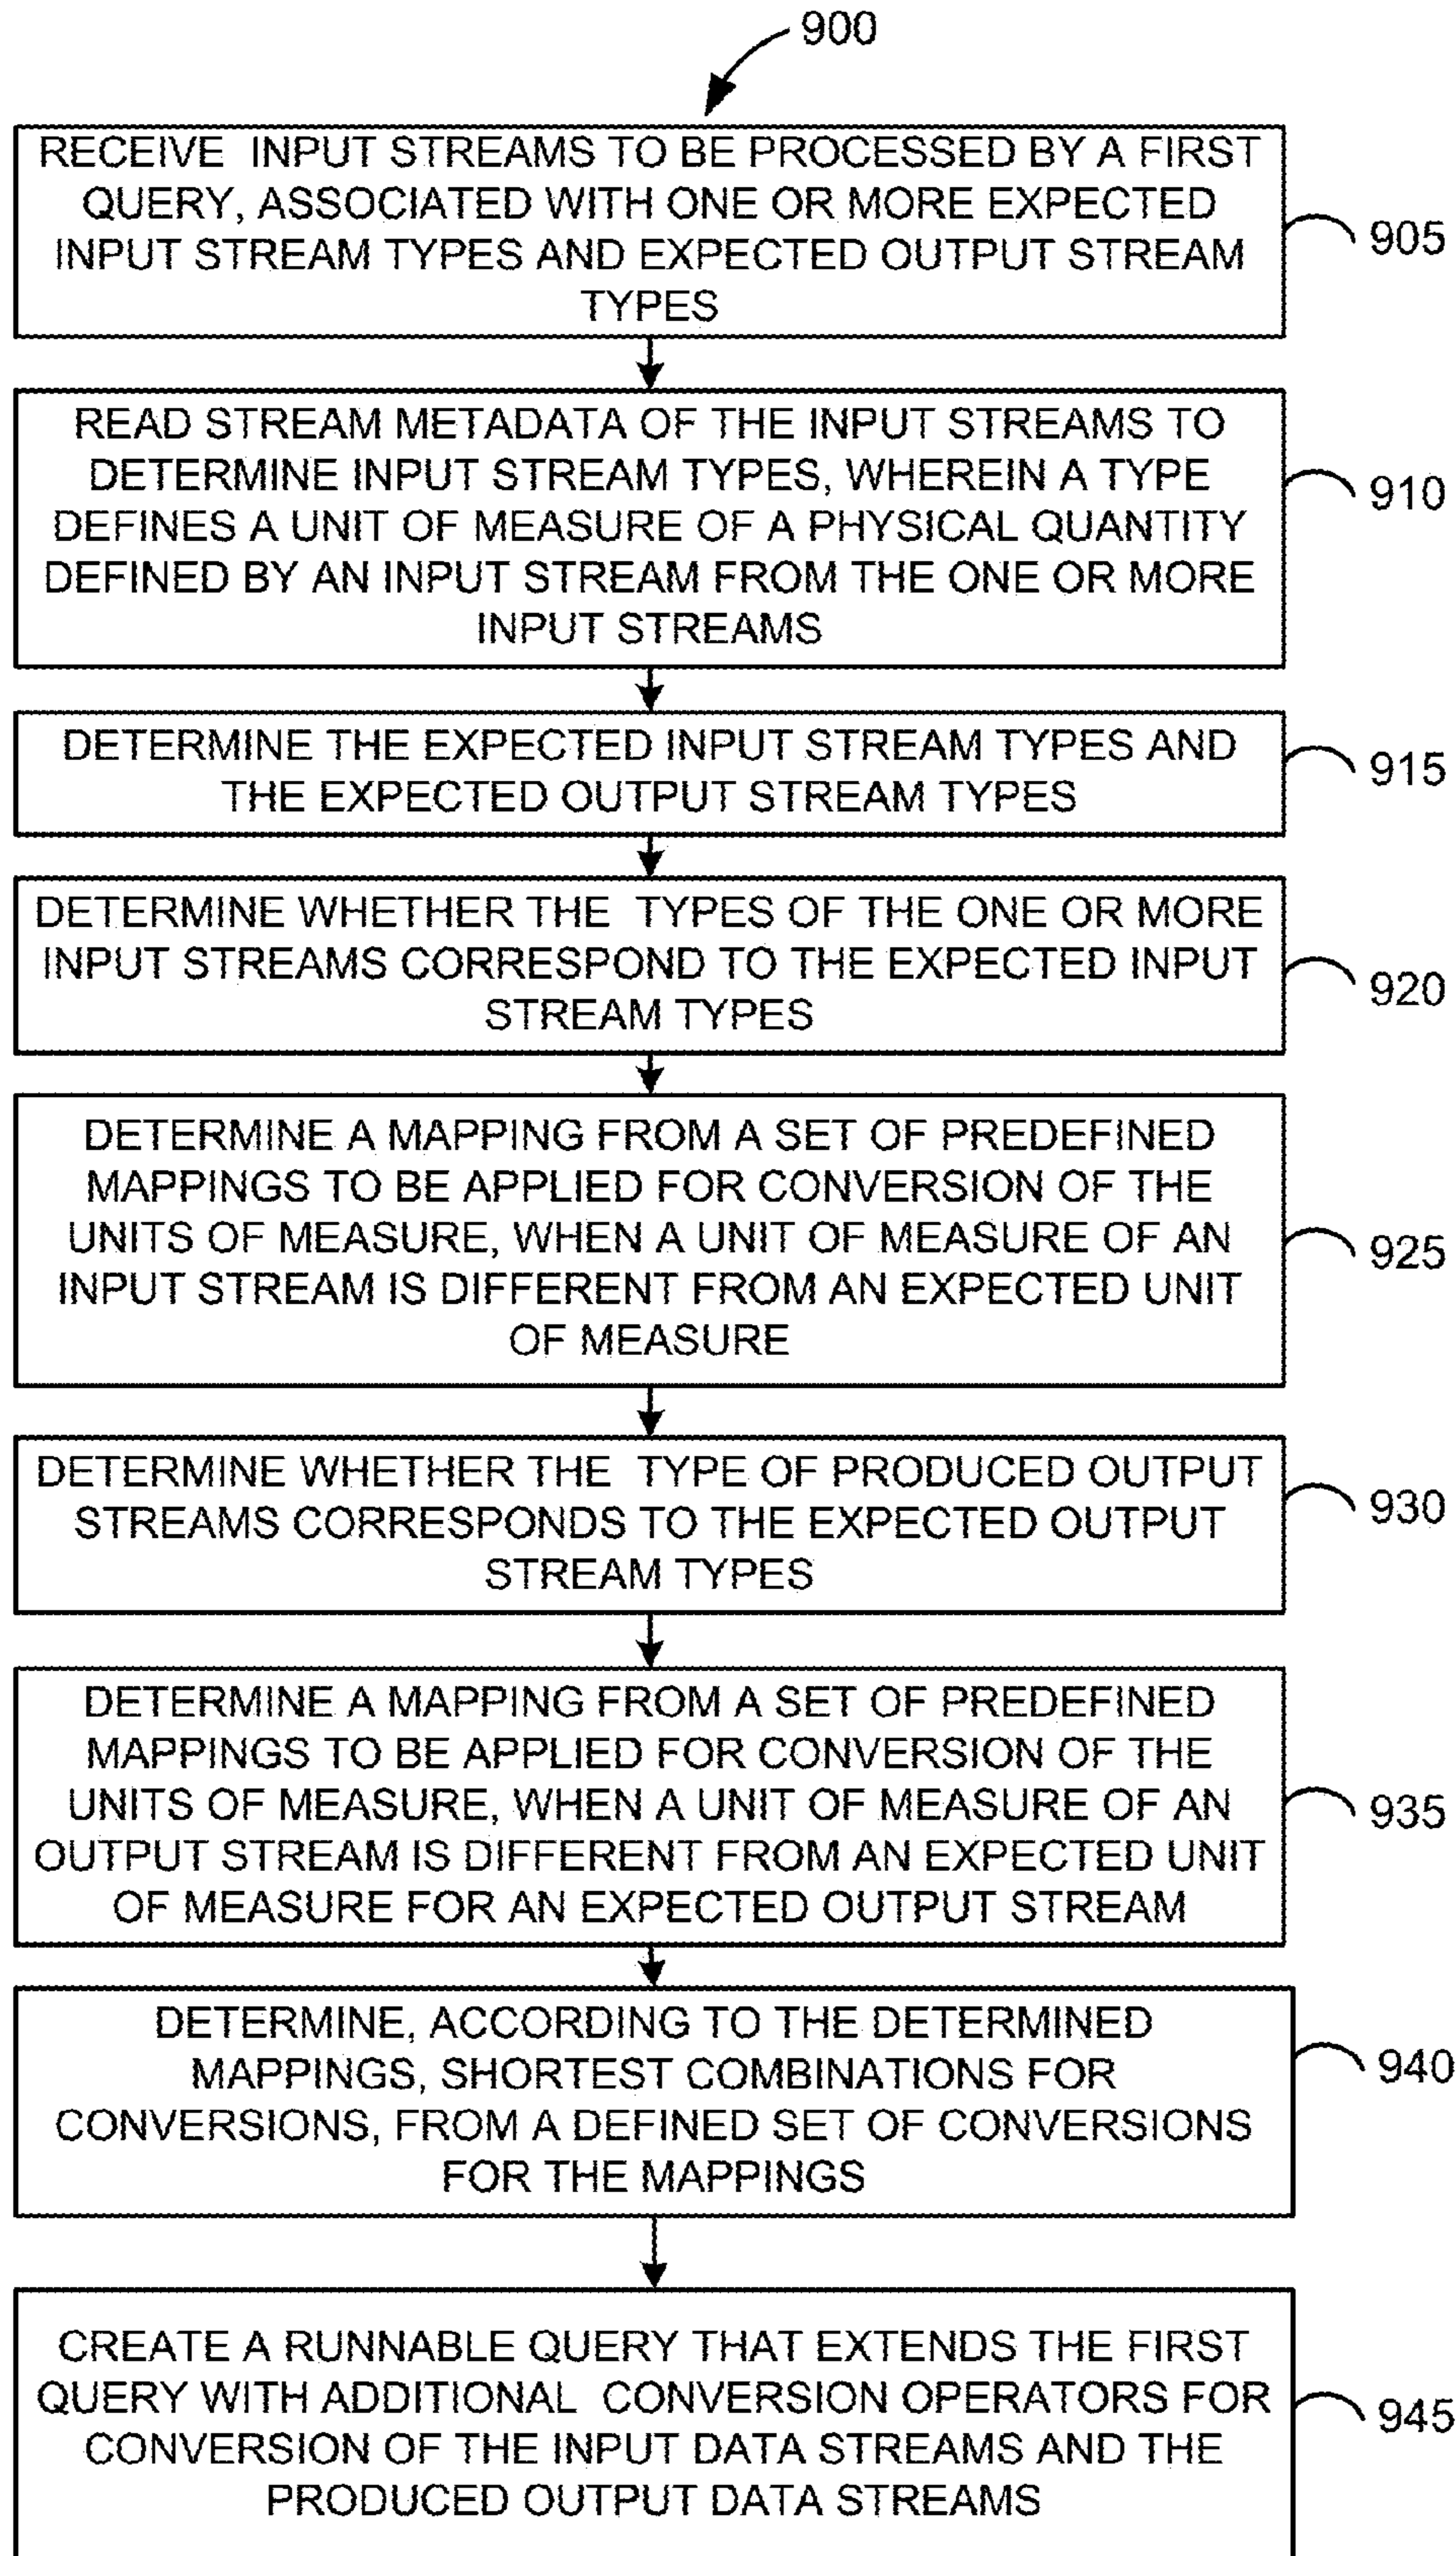 900
RECEIVE INPUT STREAMS TO BE PROCESSED BY A FIRST
QUERY, ASSOCIATED WITH ONE OR MORE EXPECTED
INPUT STREAM TYPES AND EXPECTED OUTPUT STREAM
TYPES
905
READ STREAM METADATA OF THE INPUT STREAMS TO
DETERMINE INPUT STREAM TYPES, WHEREIN A TYPE
DEFINES A UNIT OF MEASURE OF A PHYSICAL QUANTITY
DEFINED BY AN INPUT STREAM FROM THE ONE OR MORE
INPUT STREAMS
910
DETERMINE THE EXPECTED INPUT STREAM TYPES AND
THE EXPECTED OUTPUT STREAM TYPES
915
DETERMINE WHETHER THE TYPES OF THE ONE OR MORE
INPUT STREAMS CORRESPOND TO THE EXPECTED INPUT
STREAM TYPES
920
DETERMINE A MAPPING FROM A SET OF PREDEFINED
MAPPINGS TO BE APPLIED FOR CONVERSION OF THE
UNITS OF MEASURE, WHEN A UNIT OF MEASURE OF AN
INPUT STREAM IS DIFFERENT FROM AN EXPECTED UNIT
OF MEASURE
925
DETERMINE WHETHER THE TYPE OF PRODUCED OUTPUT
STREAMS CORRESPONDS TO THE EXPECTED OUTPUT
STREAM TYPES
930
DETERMINE A MAPPING FROM A SET OF PREDEFINED
MAPPINGS TO BE APPLIED FOR CONVERSION OF THE
UNITS OF MEASURE, WHEN A UNIT OF MEASURE OF AN
OUTPUT STREAM IS DIFFERENT FROM AN EXPECTED UNIT
OF MEASURE FOR AN EXPECTED OUTPUT STREAM
935
DETERMINE, ACCORDING TO THE DETERMINED
MAPPINGS, SHORTEST COMBINATIONS FOR
CONVERSIONS, FROM A DEFINED SET OF CONVERSIONS
FOR THE MAPPINGS
940
CREATE A RUNNABLE QUERY THAT EXTENDS THE FIRST
QUERY WITH ADDITIONAL CONVERSION OPERATORS FOR
CONVERSION OF THE INPUT DATA STREAMS AND THE
PRODUCED OUTPUT DATA STREAMS
945